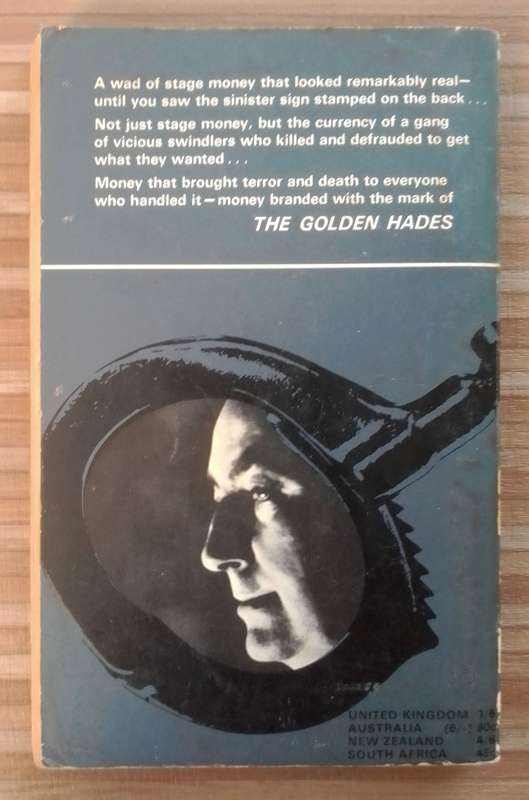 A wad of stage money that looked remarkably real—
until you saw the sinister sign stamped on the back...
Not just stage money, but the currency of a gang
of vicious swindlers who killed and defrauded to get
what they wanted...
Money that brought terror and death to everyone
who handled it—money branded with the mark of
THE GOLDEN HADES
UNITED KINGDOM
AUSTRALIA (6/-)
NEW ZEALAND
SOUTH AFRICA